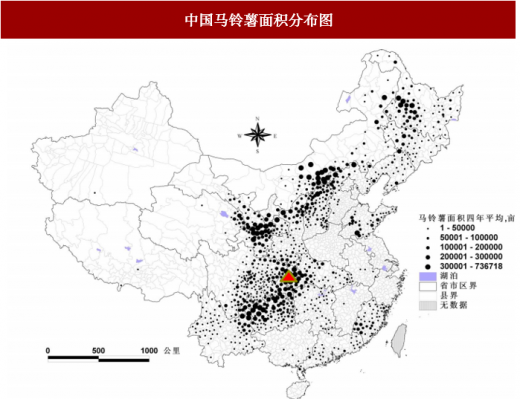 中国马铃薯面积分布图
N
W
E
S
马铃薯面积四年平均,亩
1 - 50000
50001 - 100000
100001 - 200000
200001 - 300000
300001 - 736718
湖泊
省市区界
县界
无数据
0 500 1000 公里